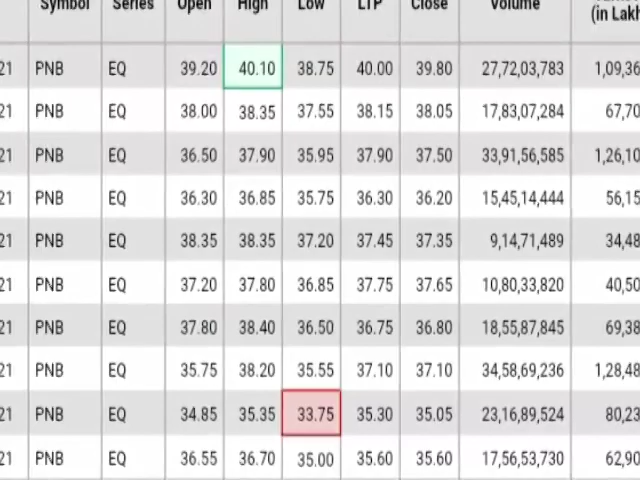 Symbol Series Open High Low LTP Close Volume
(in Lakh
21 PNB EQ 39.20 40.10 38.75 40.00 39.80 27,72,03,783 1,09,36
21 PNB EQ 38.00 38.35 37.55 38.15 38.05 17,83,07,284 67,70
21 PNB EQ 36.50 37.90 35.95 37.90 37.50 33,91,56,585 1,26,10
21 PNB EQ 36.30 36.85 35.75 36.30 36.20 15,45,14,444 56,15
21 PNB EQ 38.35 38.35 37.20 37.45 37.35 9,14,71,489 34,48
21 PNB EQ 37.20 37.80 36.85 37.75 37.65 10,80,33,820 40,50
21 PNB EQ 37.80 38.40 36.50 36.75 36.80 18,55,87,845 69,38
21 PNB EQ 35.75 38.20 35.55 37.10 37.10 34,58,69,236 1,28,48
21 PNB EQ 34.85 35.35 33.75 35.30 35.05 23,16,89,524 80,23
21 PNB EQ 36.55 36.70 35.00 35.60 35.60 17,56,53,730 62,90